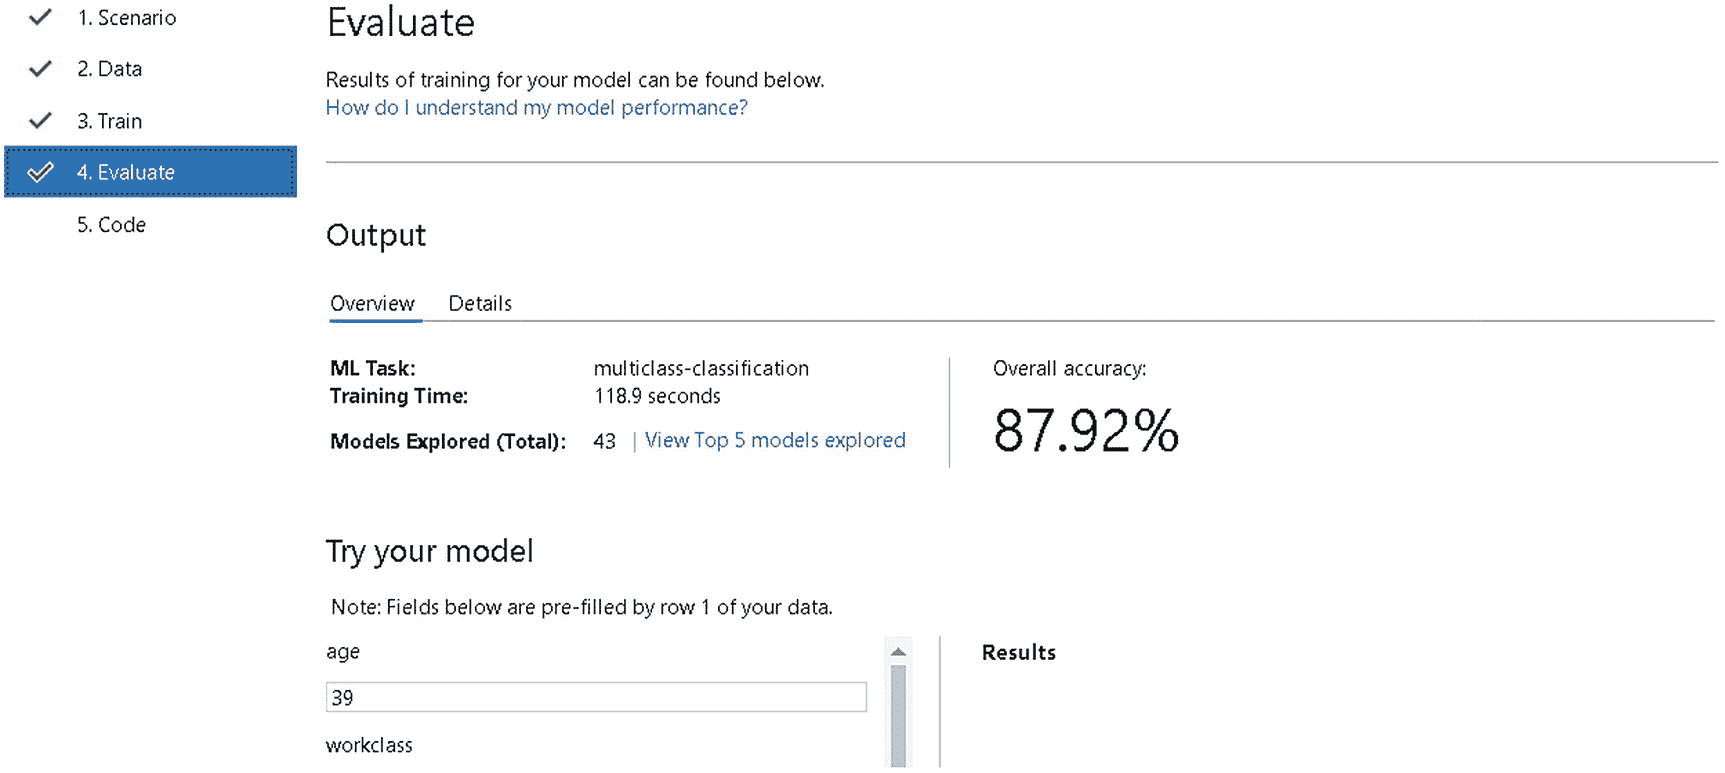 1. Scenario
2. Data
3. Train
4. Evaluate
5. Code
Evaluate
Results of training for your model can be found below.
How do I understand my model performance?
Output
Overview Details
ML Task: multiclass-classification
Training Time: 118.9 seconds
Models Explored (Total): 43 | View Top 5 models explored
Overall accuracy:
87.92%
Try your model
Note: Fields below are pre-filled by row 1 of your data.
age
39
workclass
Results